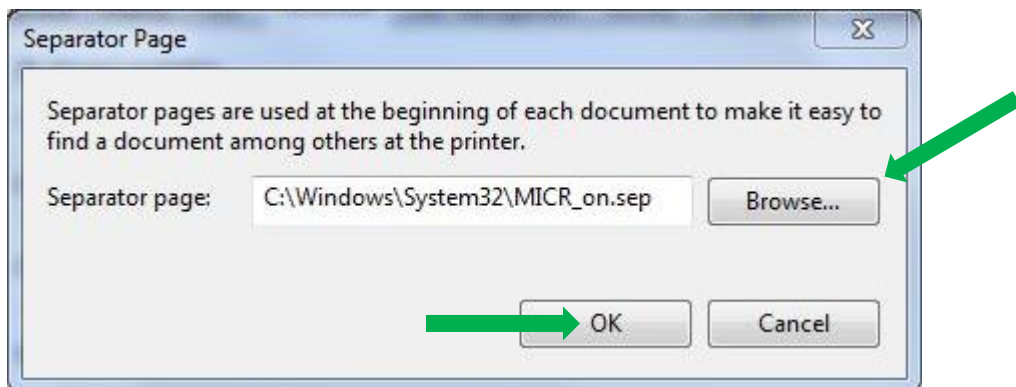 Separator Page
Separator pages are used at the beginning of each document to make it easy to
find a document among others at the printer.
Separator page: C:\Windows\System32\MICR_on.sep Browse...
OK Cancel